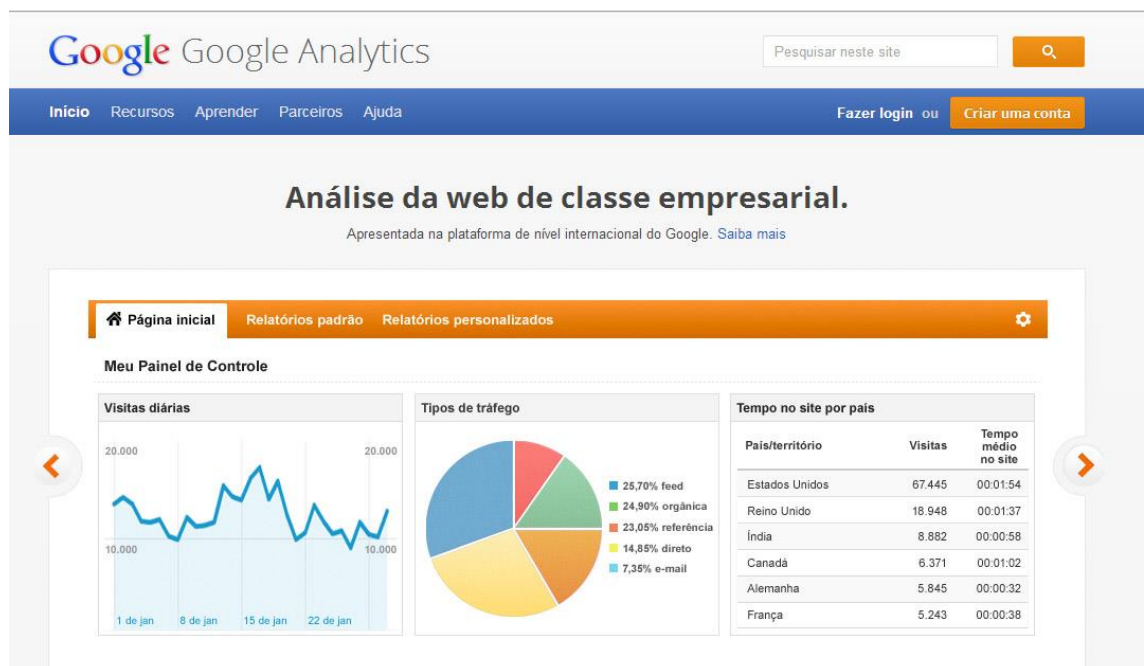 Google Google Analytics
Pesquisar neste site
Início Recursos Aprender Parceiros Ajuda
Fazer login ou Criar uma conta
Análise da web de classe empresarial.
Apresentada na plataforma de nível internacional do Google. Saiba mais
Página inicial Relatórios padrão Relatórios personalizados
Meu Painel de Controle
Visitas diárias
20.000 20.000
10.000 10.000
1 de jan 8 de jan 15 de jan 22 de jan
Tipos de tráfego
25,70% feed
24,90% orgânica
23,05% referência
14,85% direto
7,35% e-mail
Tempo no site por país
País/território Visitas Tempo médio no site
Estados Unidos 67.445 00:01:54
Reino Unido 18.948 00:01:37
Índia 8.882 00:00:58
Canadá 6.371 00:01:02
Alemanha 5.845 00:00:32
França 5.243 00:00:38